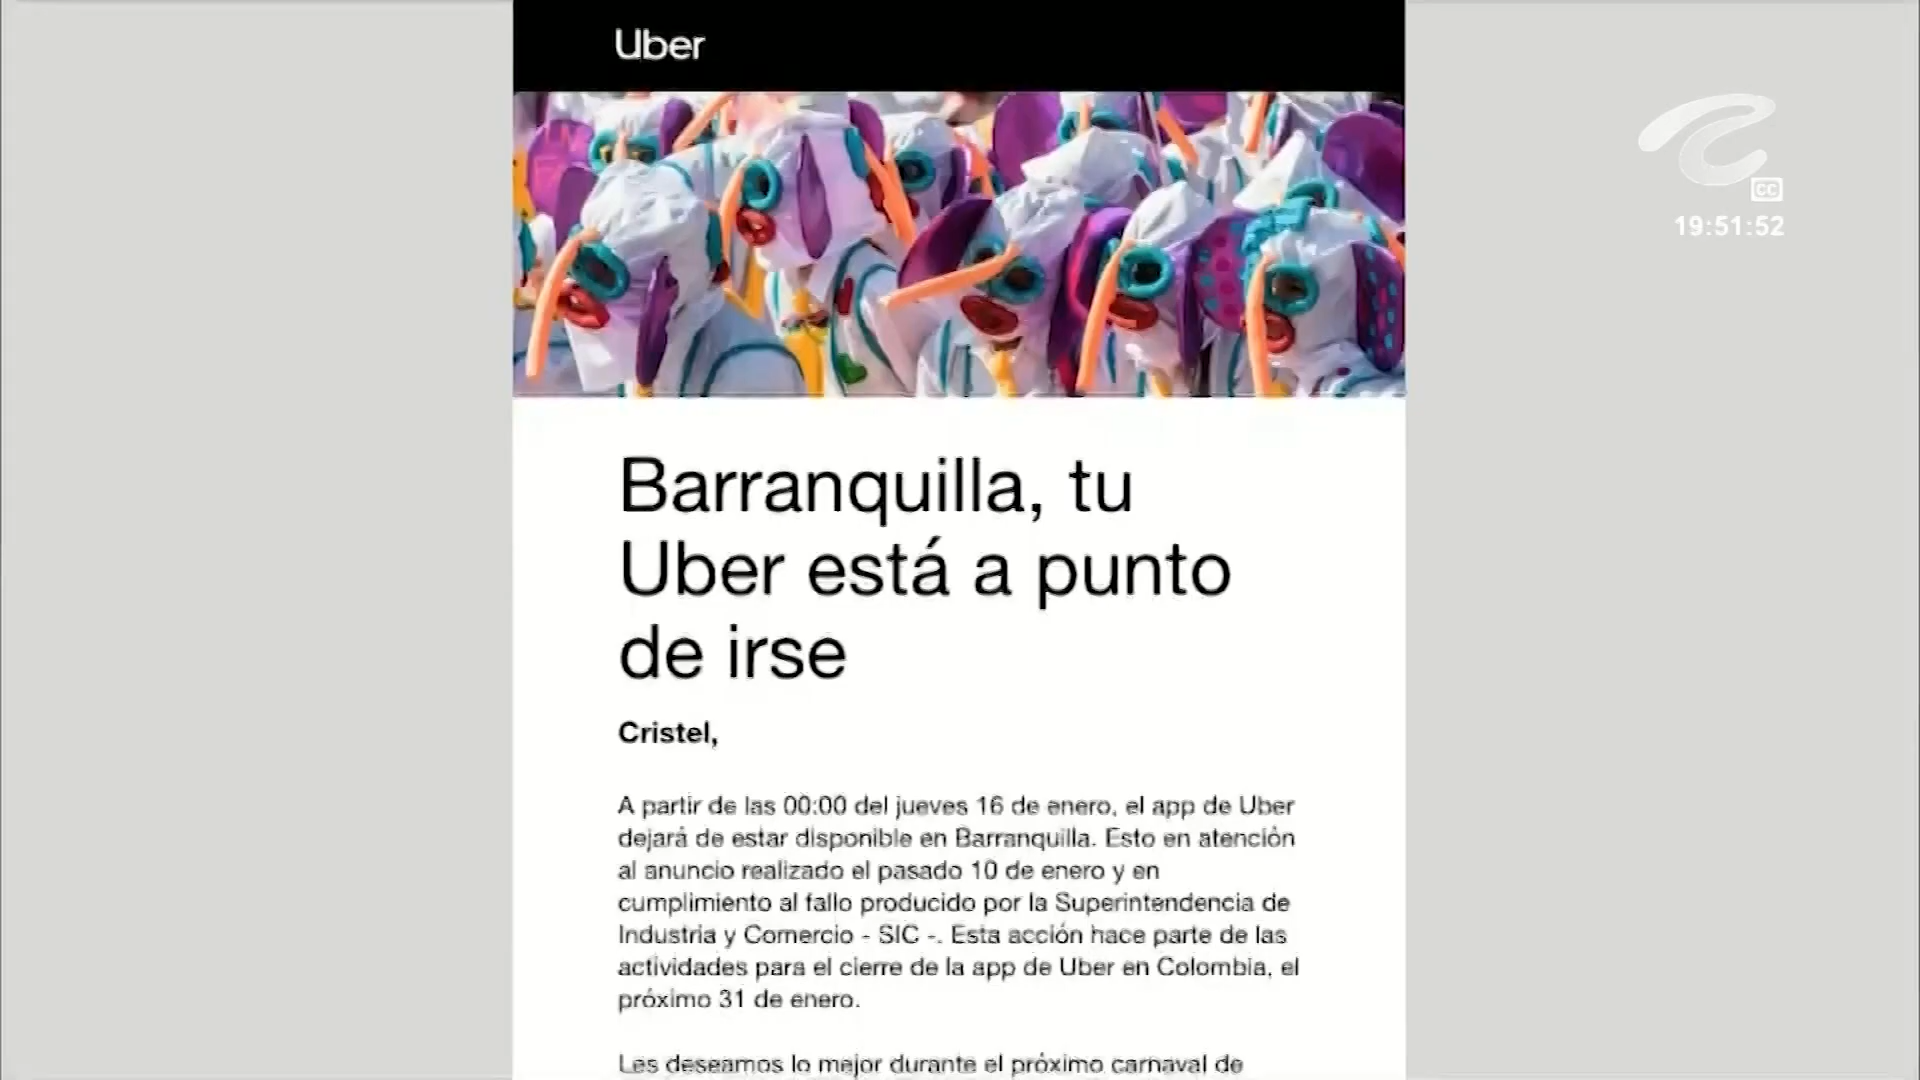 Uber
CC
19:51:52
Barranquilla, tu
Uber está a punto
de irse
Cristel,
A partir de las 00:00 del jueves 16 de enero, el app de Uber
dejará de estar disponible en Barranquilla. Esto en atención
al anuncio realizado el pasado 10 de enero y en
cumplimiento al fallo producido por la Superintendencia de
Industria y Comercio - SIC -. Esta acción hace parte de las
actividades para el cierre de la app de Uber en Colombia, el
próximo 31 de enero.
Les deseamos lo mejor durante el próximo carnaval de